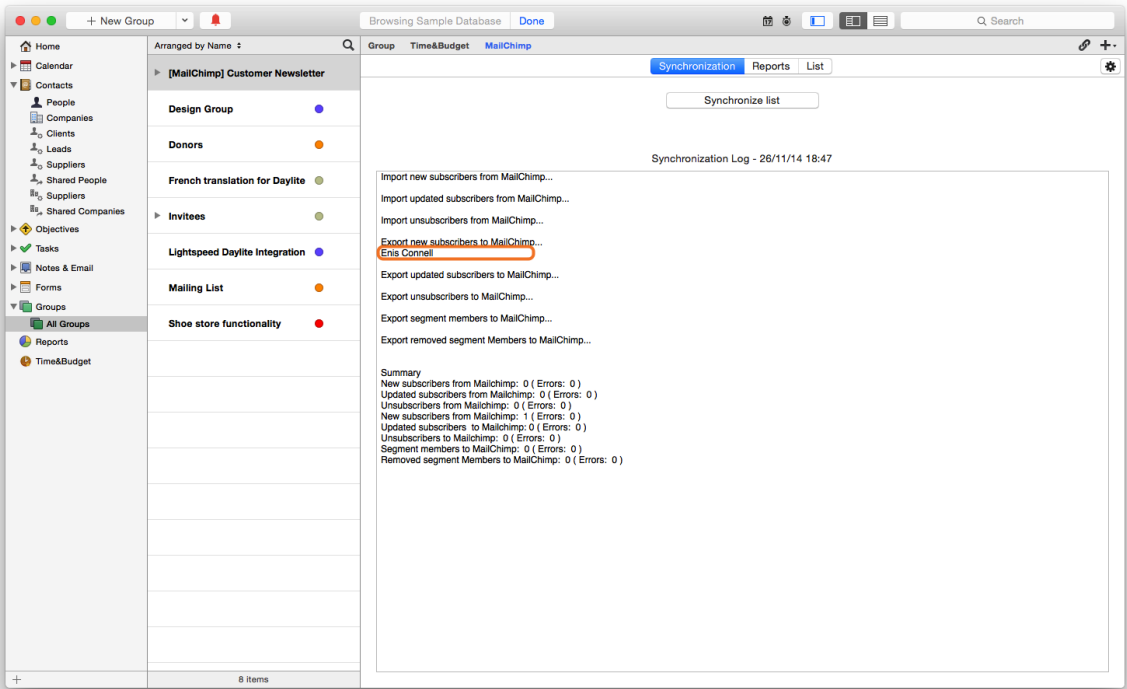 + New Group
Browsing Sample Database
Done
Search
Home
Calendar
Contacts
People
Companies
Clients
Leads
Suppliers
Shared People
Suppliers
Shared Companies
Objectives
Tasks
Notes & Email
Forms
Groups
All Groups
Reports
Time&Budget
Arranged by Name
[MailChimp] Customer Newsletter
Design Group
Donors
French translation for Daylite
Invitees
Lightspeed Daylite Integration
Mailing List
Shoe store functionality
8 items
Group Time&Budget MailChimp
Synchronization Reports List
Synchronize list
Synchronization Log - 26/11/14 18:47
Import new subscribers from MailChimp...
Import updated subscribers from MailChimp...
Import unsubscribers from MailChimp...
Export new subscribers to MailChimp...
Enis Connell
Export updated subscribers to MailChimp...
Export unsubscribers to MailChimp...
Export segment members to MailChimp...
Export removed segment Members to MailChimp...
Summary
New subscribers from Mailchimp: 0 ( Errors: 0 )
Updated subscribers from Mailchimp: 0 ( Errors: 0 )
Unsubscribers from Mailchimp: 0 ( Errors: 0 )
New subscribers from Mailchimp: 1 ( Errors: 0 )
Updated subscribers to Mailchimp: 0 ( Errors: 0 )
Unsubscribers to Mailchimp: 0 ( Errors: 0 )
Segment members to MailChimp: 0 ( Errors: 0 )
Removed segment Members to MailChimp: 0 ( Errors: 0 )